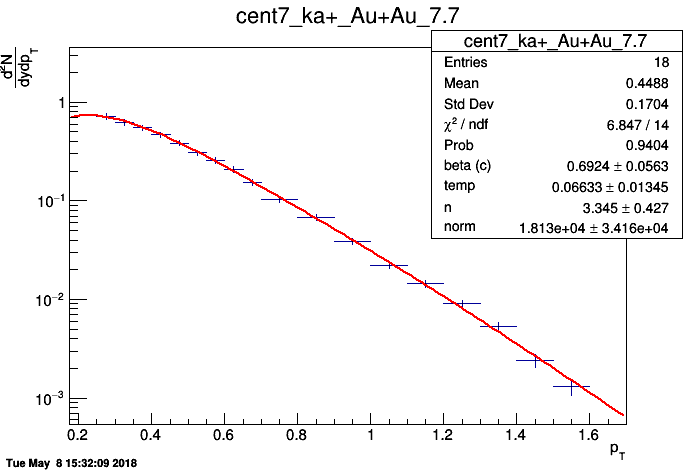 cent7_ka+_Au+Au_7.7
d²N
dydp_T
cent7_ka+_Au+Au_7.7
Entries 18
Mean 0.4488
Std Dev 0.1704
χ² / ndf 6.847 / 14
Prob 0.9404
beta (c) 0.6924 ± 0.0563
temp 0.06633 ± 0.01345
n 3.345 ± 0.427
norm 1.813e+04 ± 3.416e+04
1
10⁻¹
10⁻²
10⁻³
0.2 0.4 0.6 0.8 1 1.2 1.4 1.6
p_T
Tue May 8 15:32:09 2018